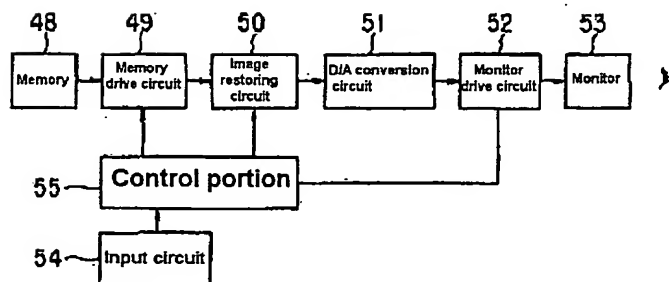 48
49
50
51
52
53
Memory
Memory
drive circuit
Image
restoring
circuit
D/A conversion
circuit
Monitor
drive circuit
Monitor
55
Control portion
54
Input circuit